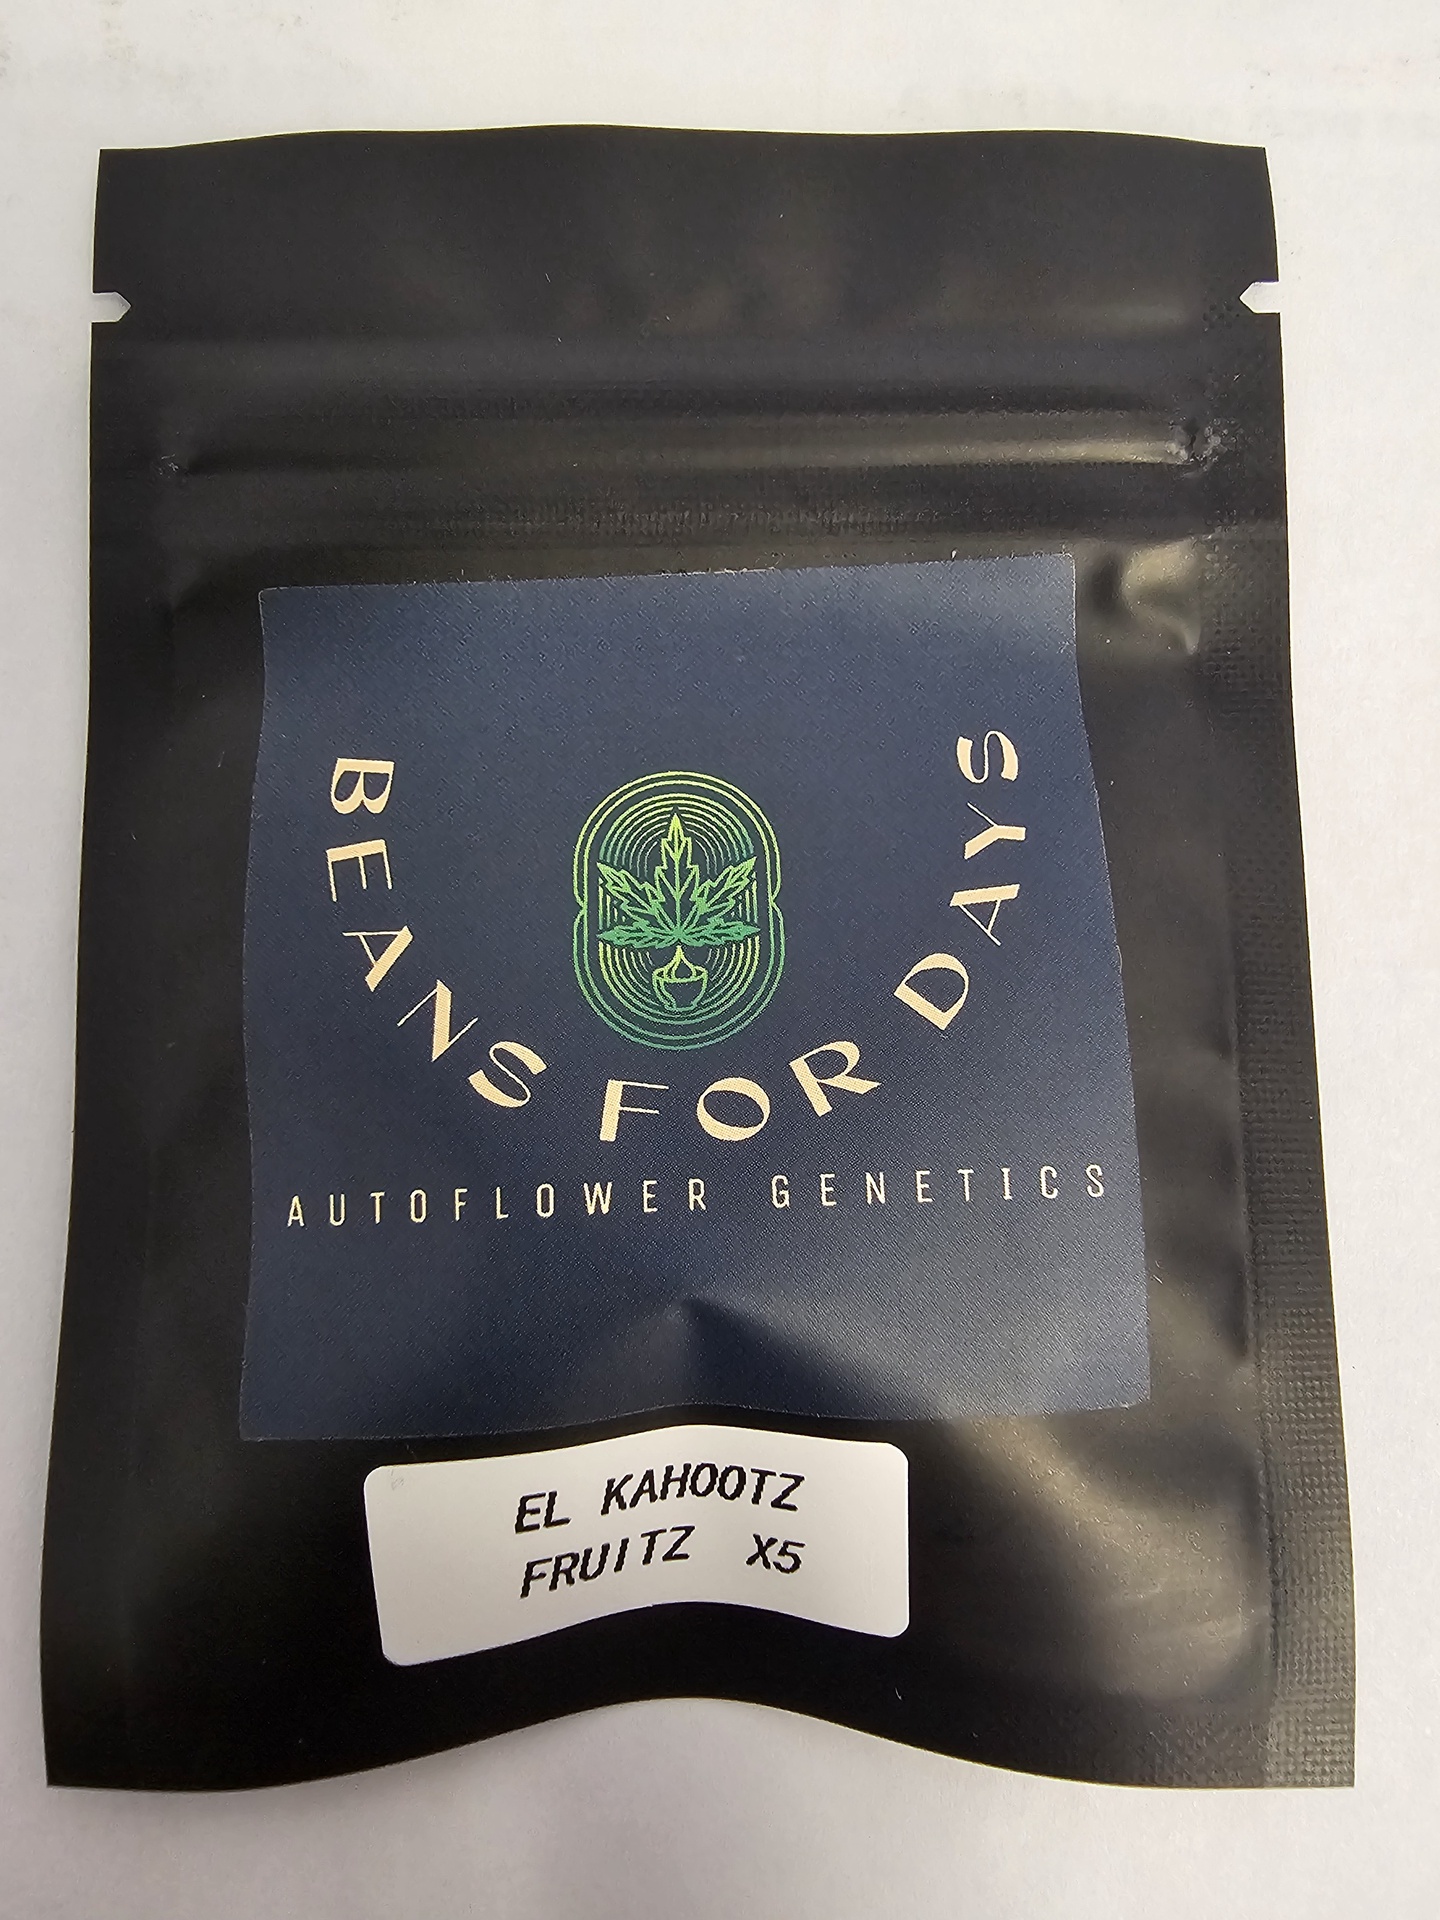 BEANS FOR DAYS
AUTOFLOWER GENETICS
EL KAHOOTZ
FRUITZ X5